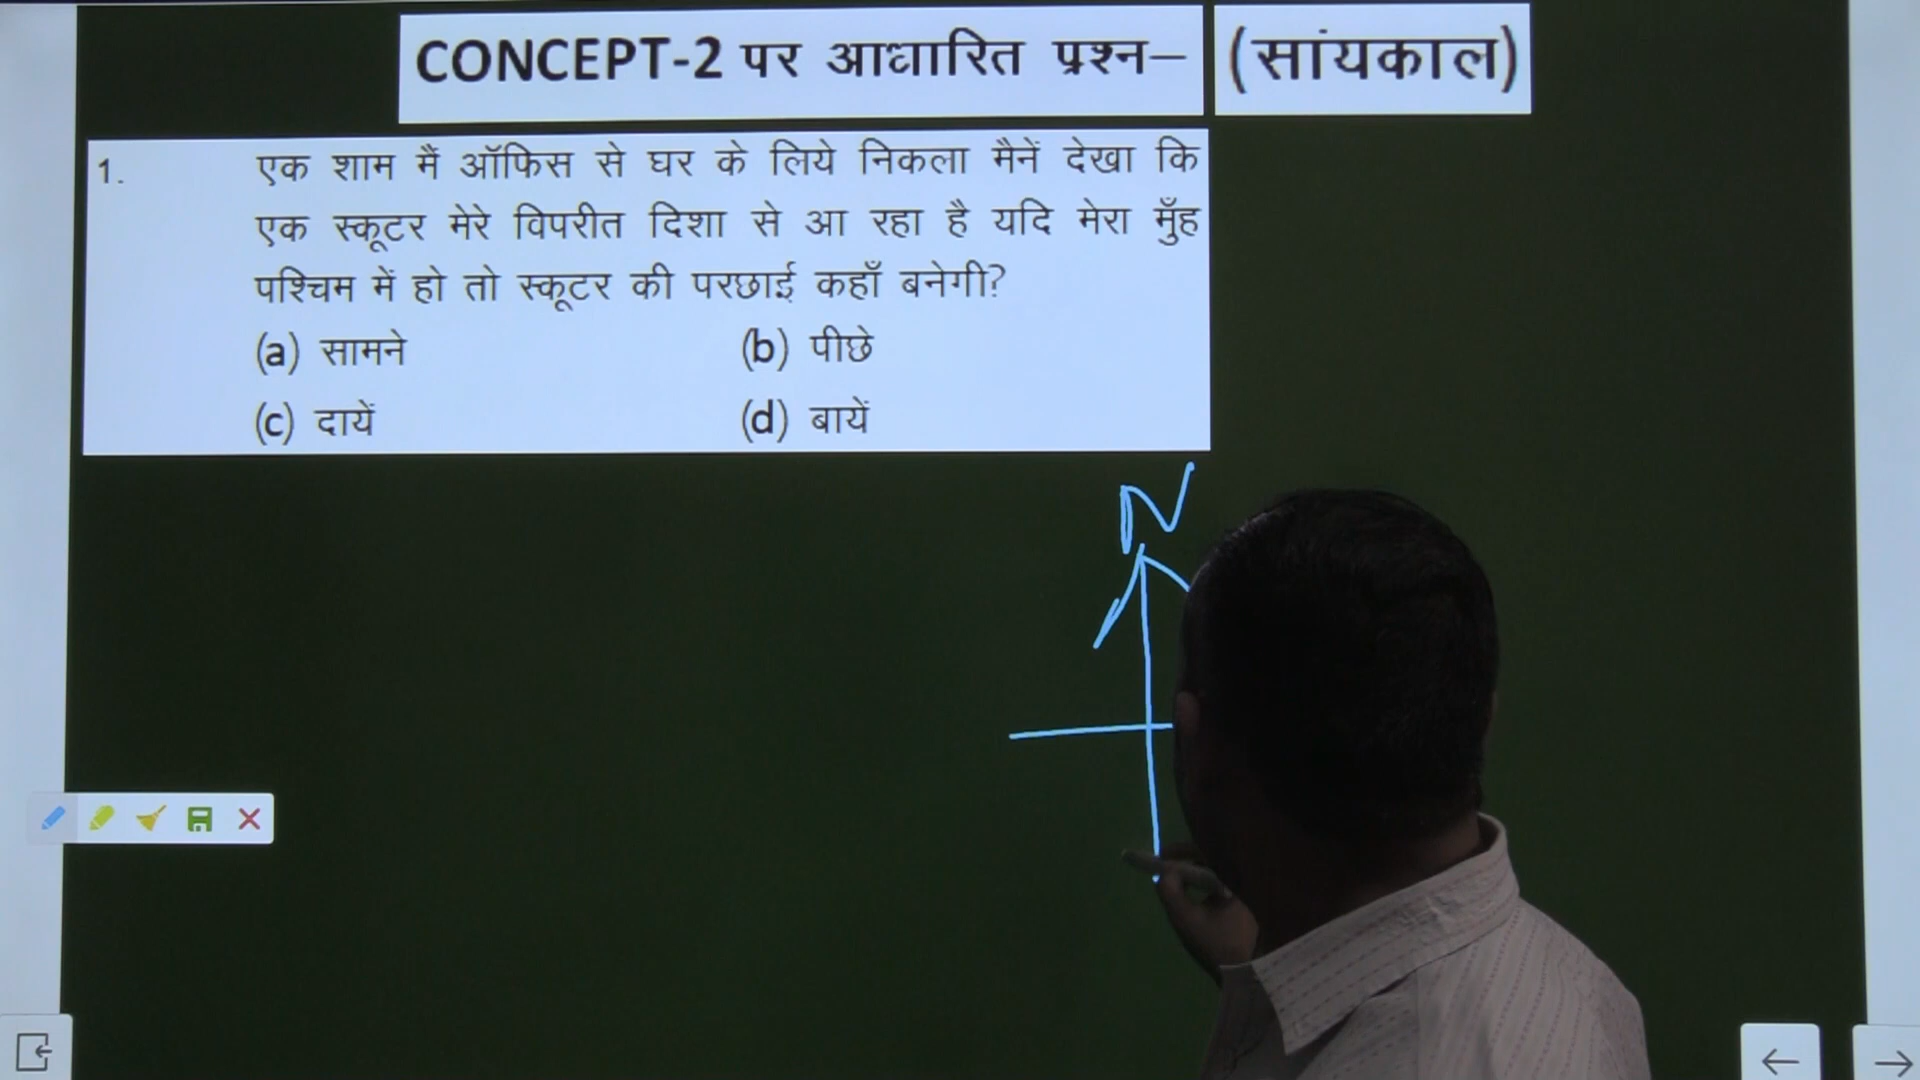 CONCEPT-2 पर आधारित प्रश्न– (सांयकाल)
1. एक शाम मैं ऑफिस से घर के लिये निकला मैनें देखा कि
एक स्कूटर मेरे विपरीत दिशा से आ रहा है यदि मेरा मुँह
पश्चिम में हो तो स्कूटर की परछाई कहाँ बनेगी?
(a) सामने (b) पीछे
(c) दायें (d) बायें
N